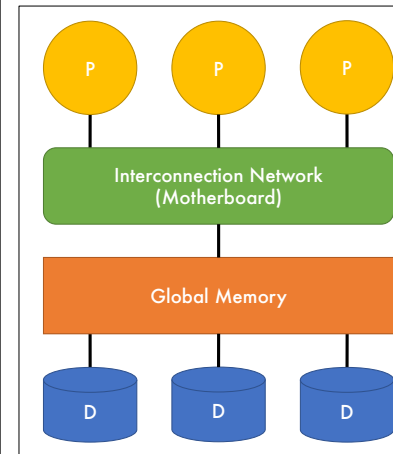 P P P
Interconnection Network
(Motherboard)
Global Memory
D D D